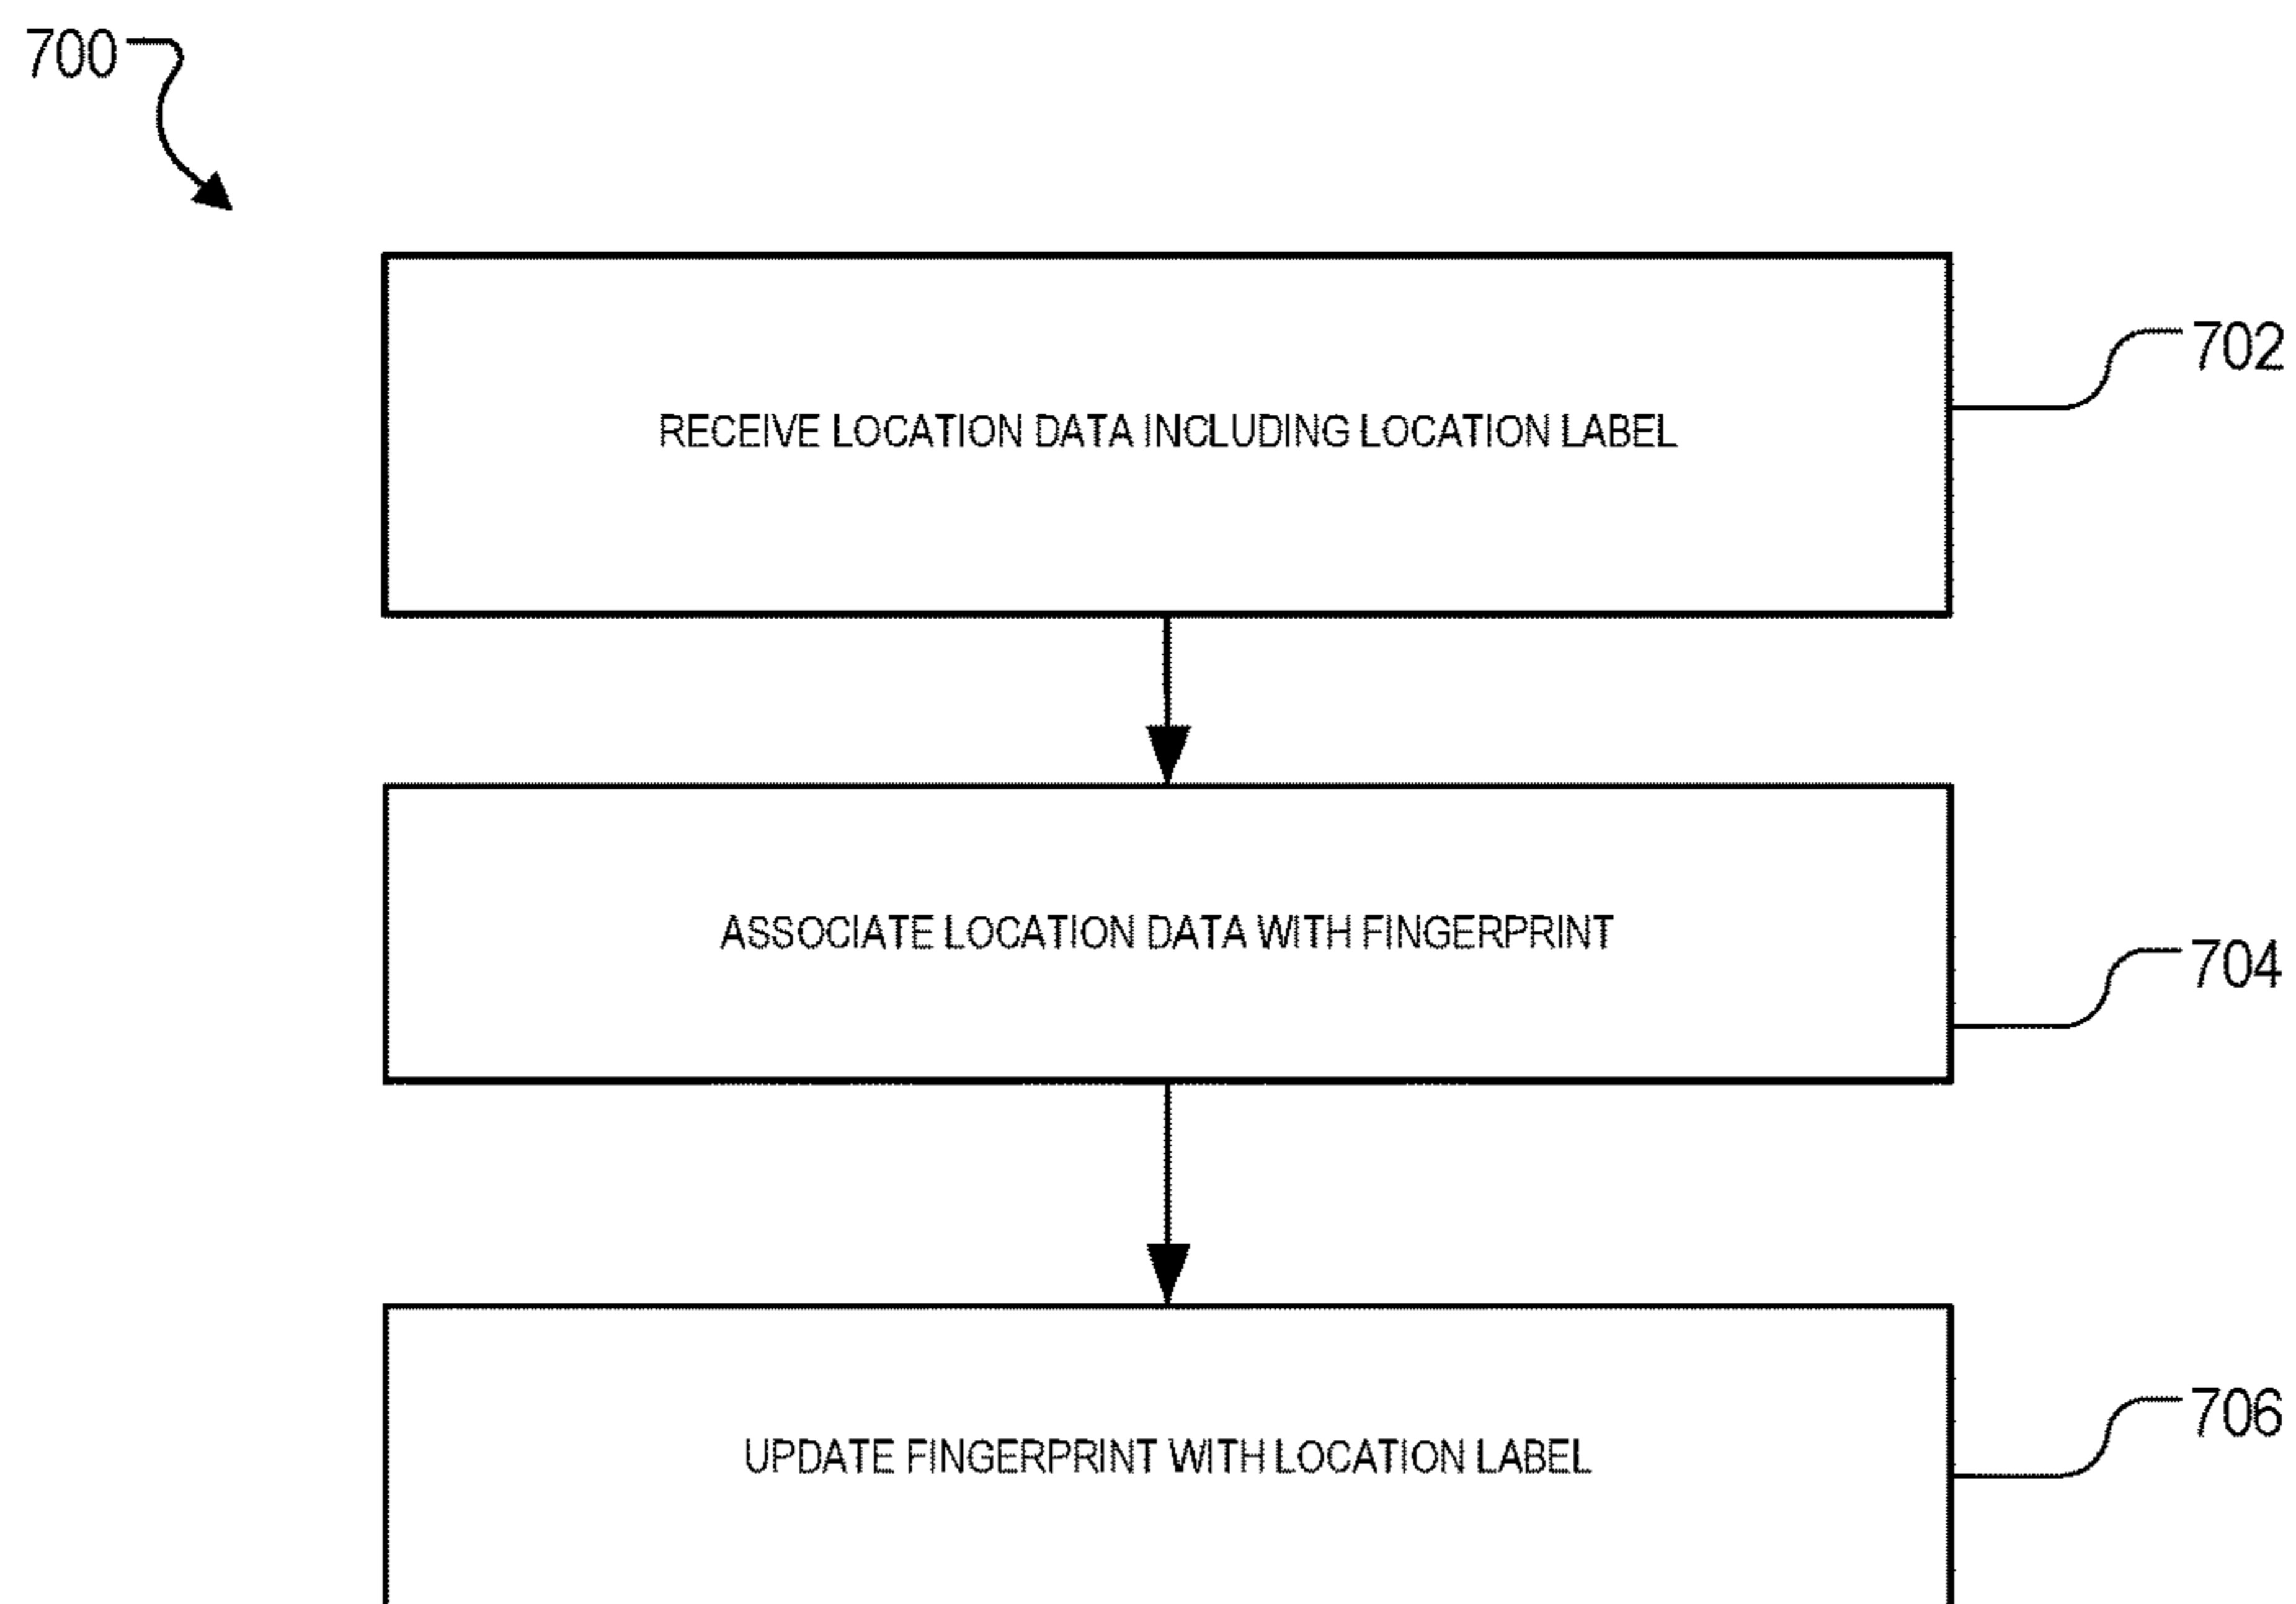 700
RECEIVE LOCATION DATA INCLUDING LOCATION LABEL
702
ASSOCIATE LOCATION DATA WITH FINGERPRINT
704
UPDATE FINGERPRINT WITH LOCATION LABEL
706